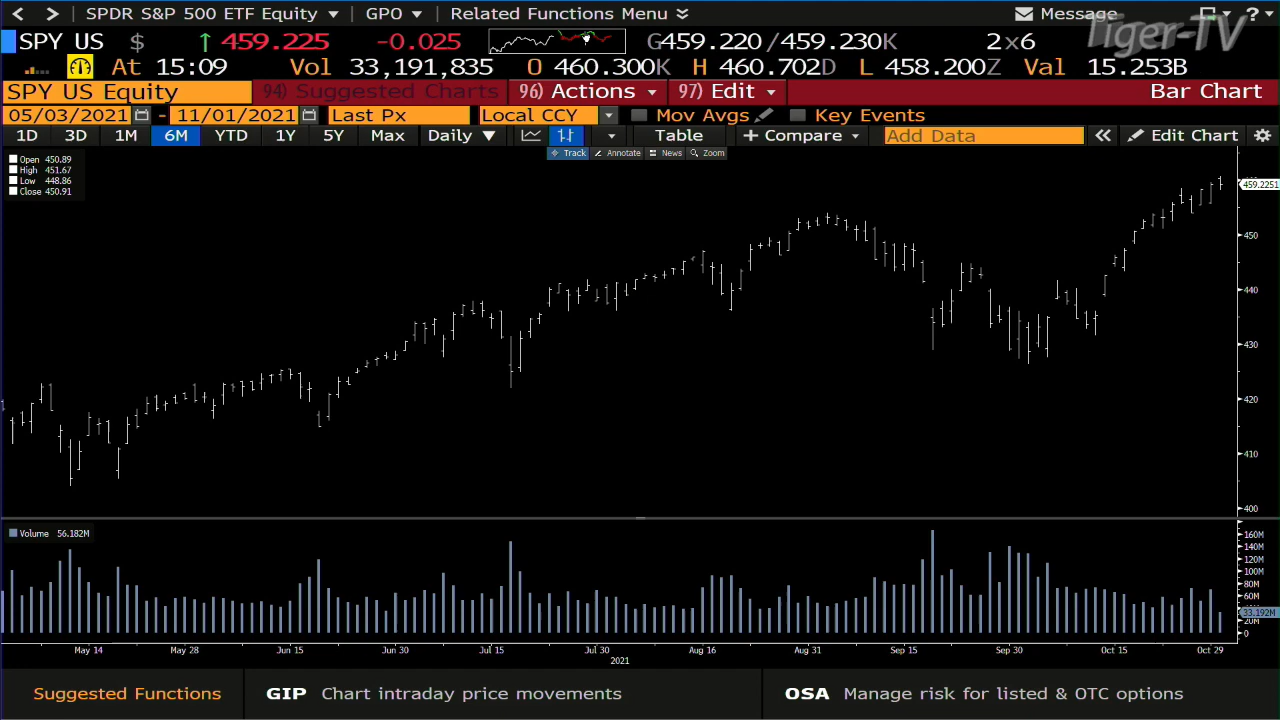 < > SPDR S&P 500 ETF Equity GPO Related Functions Menu Message ?
Tiger-TV
SPY US $ ↑ 459.225 -0.025 G459.220/459.230K 2x6
At 15:09 Vol 33,191,835 O 460.300K H 460.702D L 458.200Z Val 15.253B
SPY US Equity 94) Suggested Charts 96) Actions 97) Edit Bar Chart
05/03/2021 - 11/01/2021 Last Px Local CCY Mov Avgs Key Events
1D 3D 1M 6M YTD 1Y 5Y Max Daily ▼ Table + Compare Add Data « Edit Chart
Track Annotate News Zoom
Open 450.89
High 451.67
Low 448.86
Close 450.91
459.2251
450
440
430
420
410
400
Volume 56.182M
160M
140M
120M
100M
80M
60M
33.192M
20M
0
May 14 May 28 Jun 15 Jun 30 Jul 15 Jul 30 Aug 16 Aug 31 Sep 15 Sep 30 Oct 15 Oct 29
2021
Suggested Functions GIP Chart intraday price movements OSA Manage risk for listed & OTC options